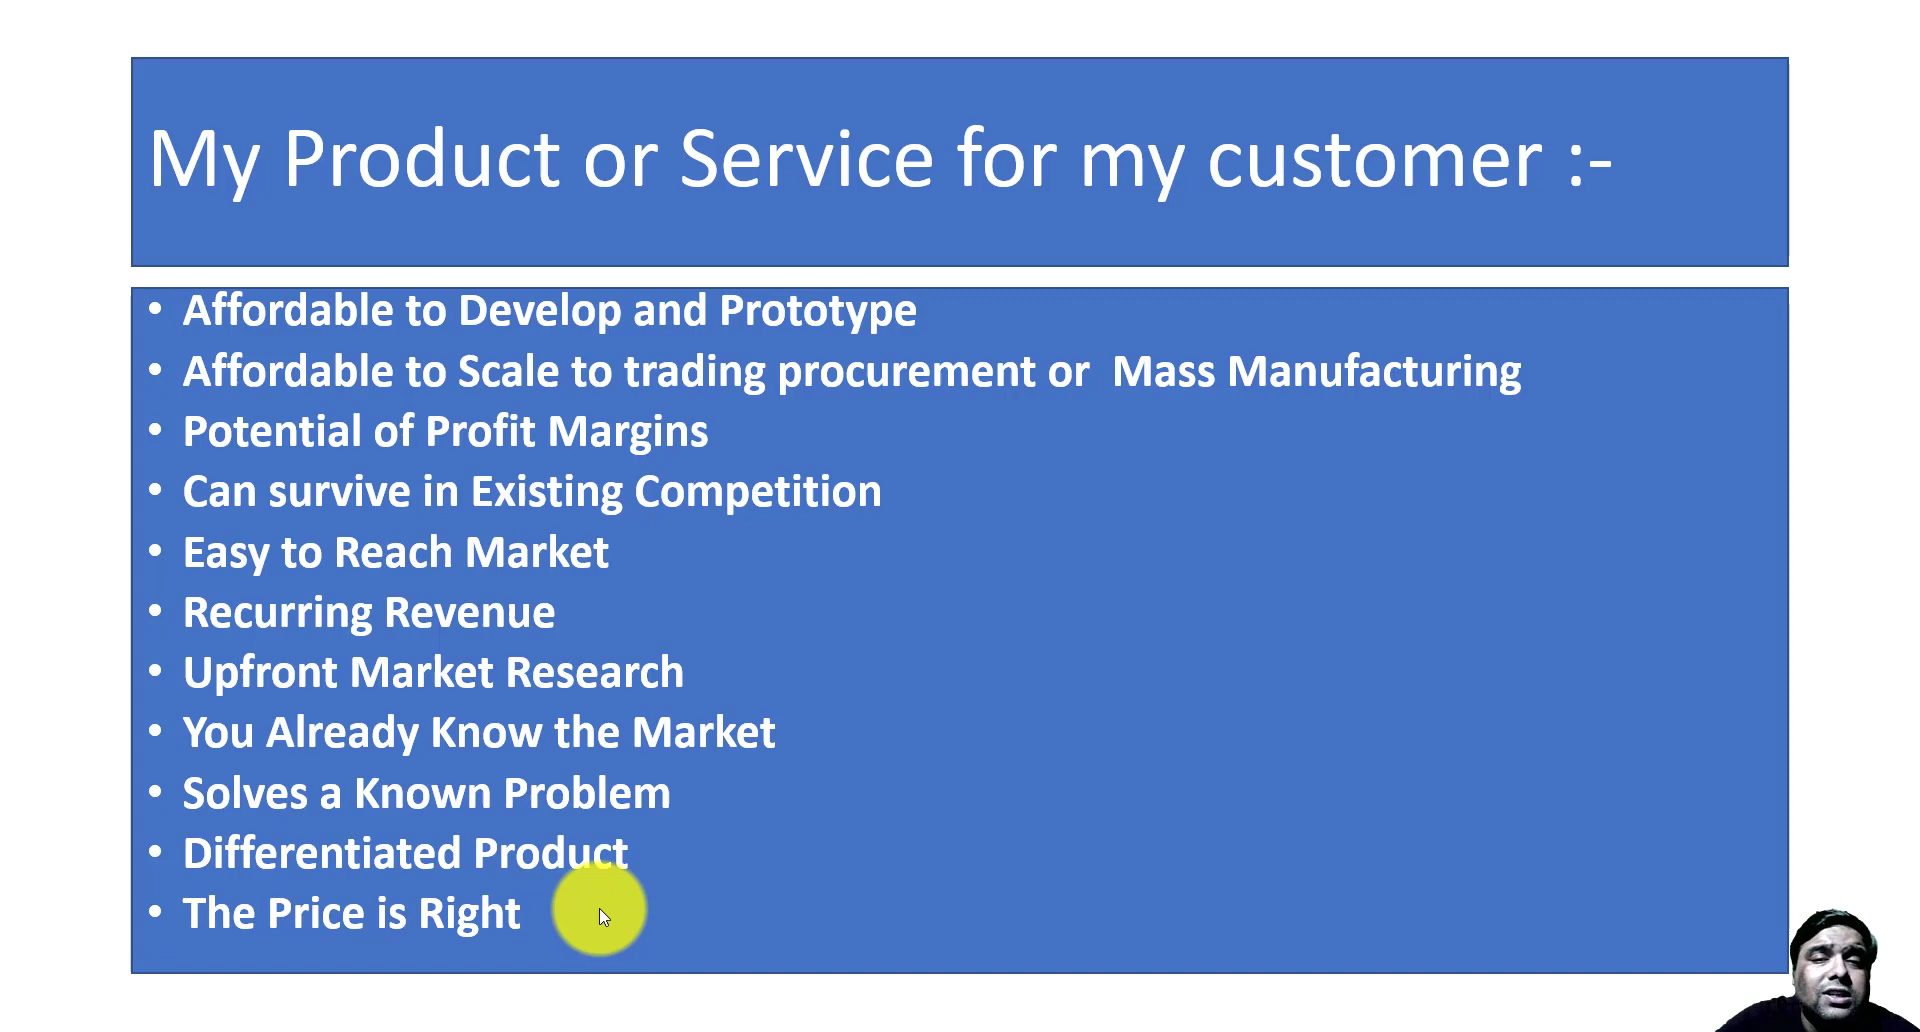 My Product or Service for my customer :-
• Affordable to Develop and Prototype
• Affordable to Scale to trading procurement or  Mass Manufacturing
• Potential of Profit Margins
• Can survive in Existing Competition
• Easy to Reach Market
• Recurring Revenue
• Upfront Market Research
• You Already Know the Market
• Solves a Known Problem
• Differentiated Product
• The Price is Right